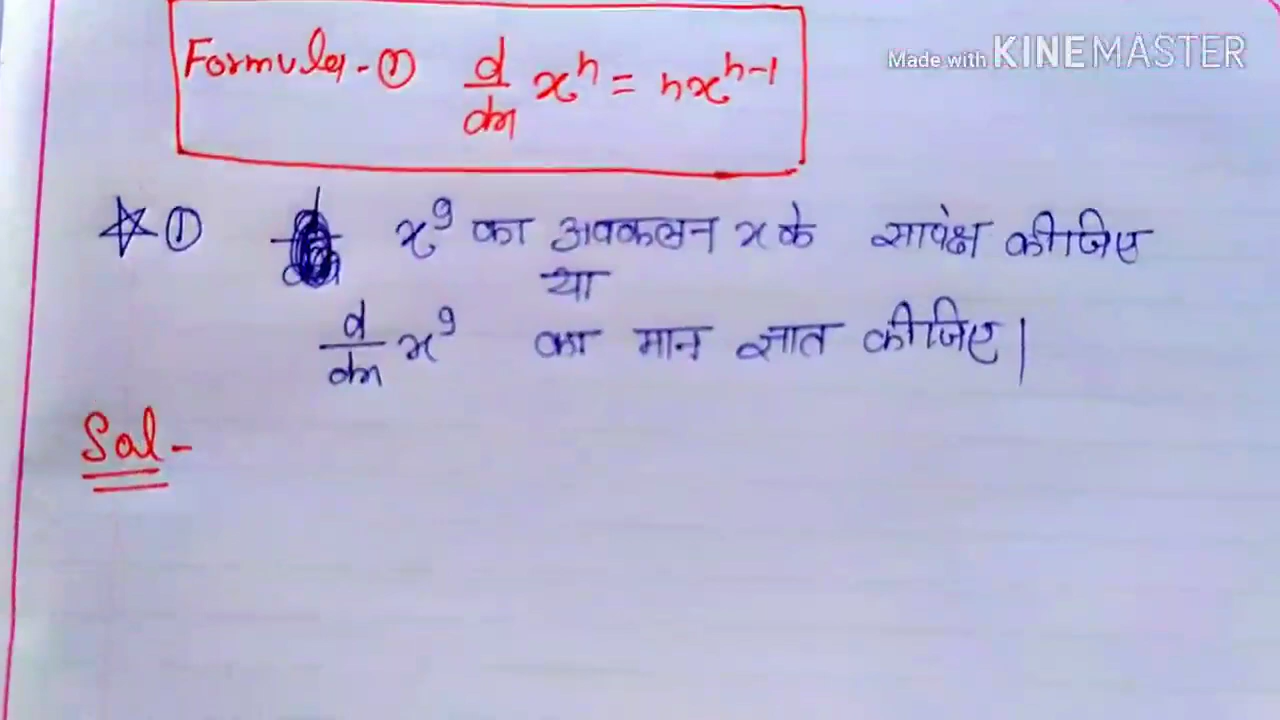 Made with KINEMASTER
Formula - ① d/dx xⁿ = nxⁿ⁻¹
☆ ① x⁹ का अवकलन x के सापेक्ष कीजिए
या
d/dx x⁹ का मान ज्ञात कीजिए |
Sol -